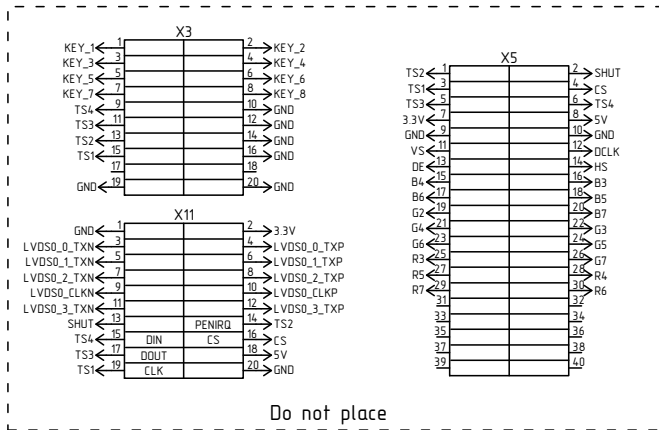 X3
KEY_1 1 2 KEY_2
KEY_3 3 4 KEY_4
KEY_5 5 6 KEY_6
KEY_7 7 8 KEY_8
TS4 9 10 GND
TS3 11 12 GND
TS2 13 14 GND
TS1 15 16 GND
17 18
GND 19 20 GND
X11
GND 1 2 3.3V
LVDS0_0_TXN 3 4 LVDS0_0_TXP
LVDS0_1_TXN 5 6 LVDS0_1_TXP
LVDS0_2_TXN 7 8 LVDS0_2_TXP
LVDS0_CLKN 9 10 LVDS0_CLKP
LVDS0_3_TXN 11 12 LVDS0_3_TXP
SHUT 13 PENIRQ 14 TS2
TS4 15 DIN CS 16 CS
TS3 17 DOUT 18 5V
TS1 19 CLK 20 GND
X5
TS2 1 2 SHUT
TS1 3 4 CS
TS3 5 6 TS4
3.3V 7 8 5V
GND 9 10 GND
VS 11 12 DCLK
DE 13 14 HS
B4 15 16 B3
B6 17 18 B5
G2 19 20 B7
G4 21 22 G3
G6 23 24 G5
R3 25 26 G7
R5 27 28 R4
R7 29 30 R6
31 32
33 34
35 36
37 38
39 40
Do not place